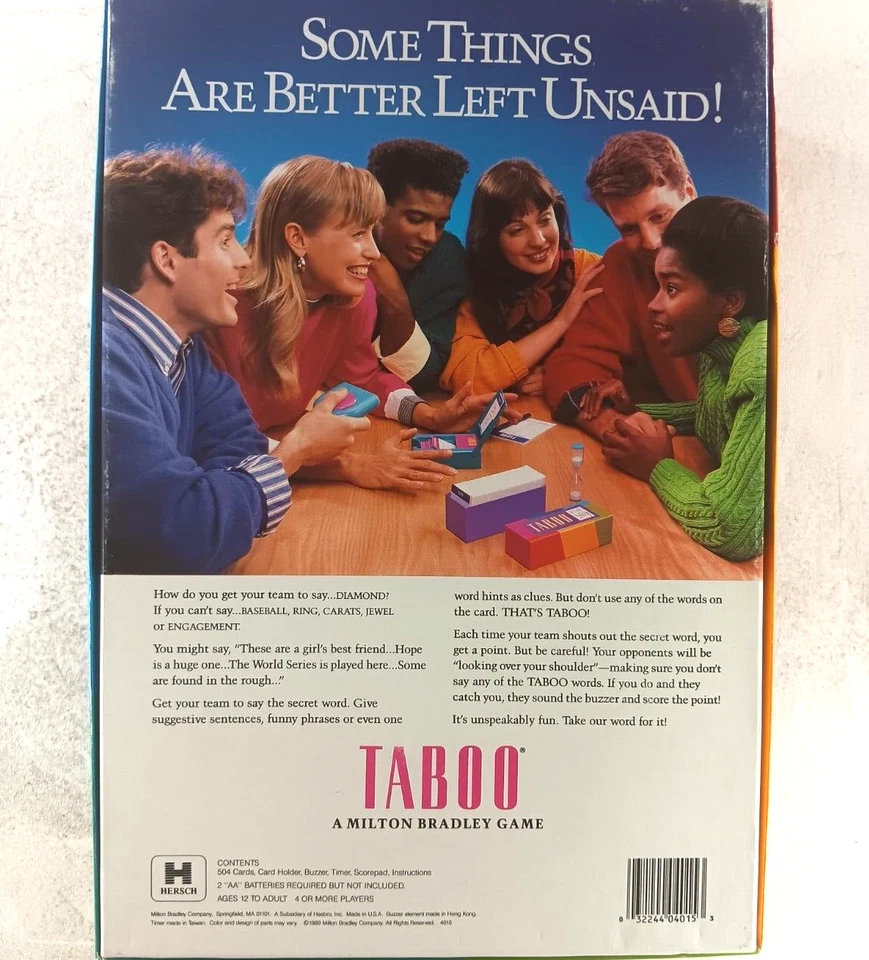 SOME THINGS
ARE BETTER LEFT UNSAID!
TABOO
How do you get your team to say...DIAMOND?
If you can't say...BASEBALL, RING, CARATS, JEWEL
or ENGAGEMENT.
You might say, “These are a girl's best friend...Hope
is a huge one...The World Series is played here...Some
are found in the rough...”
Get your team to say the secret word. Give
suggestive sentences, funny phrases or even one
word hints as clues. But don't use any of the words on
the card. THAT'S TABOO!
Each time your team shouts out the secret word, you
get a point. But be careful! Your opponents will be
“looking over your shoulder”—making sure you don't
say any of the TABOO words. If you do and they
catch you, they sound the buzzer and score the point!
It's unspeakably fun. Take our word for it!
TABOO®
A MILTON BRADLEY GAME
H
HERSCH
CONTENTS
504 Cards, Card Holder, Buzzer, Timer, Scorepad, Instructions
2 "AA" BATTERIES REQUIRED BUT NOT INCLUDED.
AGES 12 TO ADULT 4 OR MORE PLAYERS
Milton Bradley Company, Springfield, MA 01101. A Subsidiary of Hasbro, Inc. Made in U.S.A. Buzzer element made in Hong Kong.
Timer made in Taiwan. Color and design of parts may vary. ©1989 Milton Bradley Company. All Rights Reserved. 4015
0 32244 04015 3